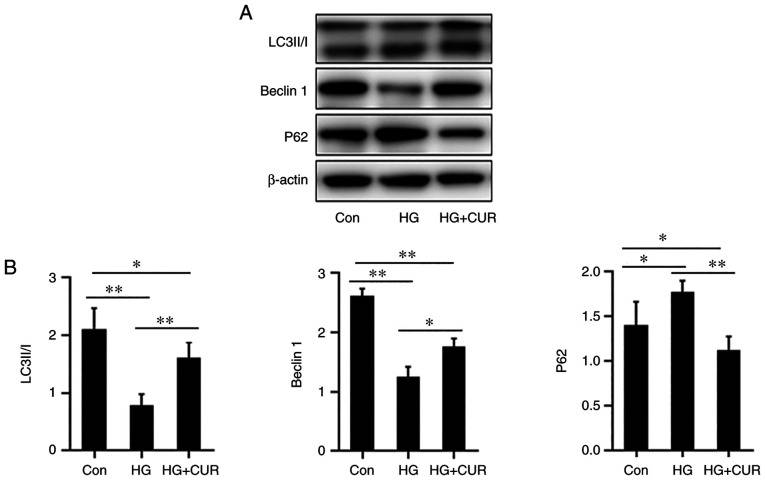 A
LC3II/I
Beclin 1
P62
β-actin
Con HG HG+CUR
B
LC3II/I
3
2
1
0
*
**
**
Con HG HG+CUR
Beclin 1
3
2
1
0
**
**
*
Con HG HG+CUR
P62
2.0
1.5
1.0
0.5
0.0
*
*
**
Con HG HG+CUR